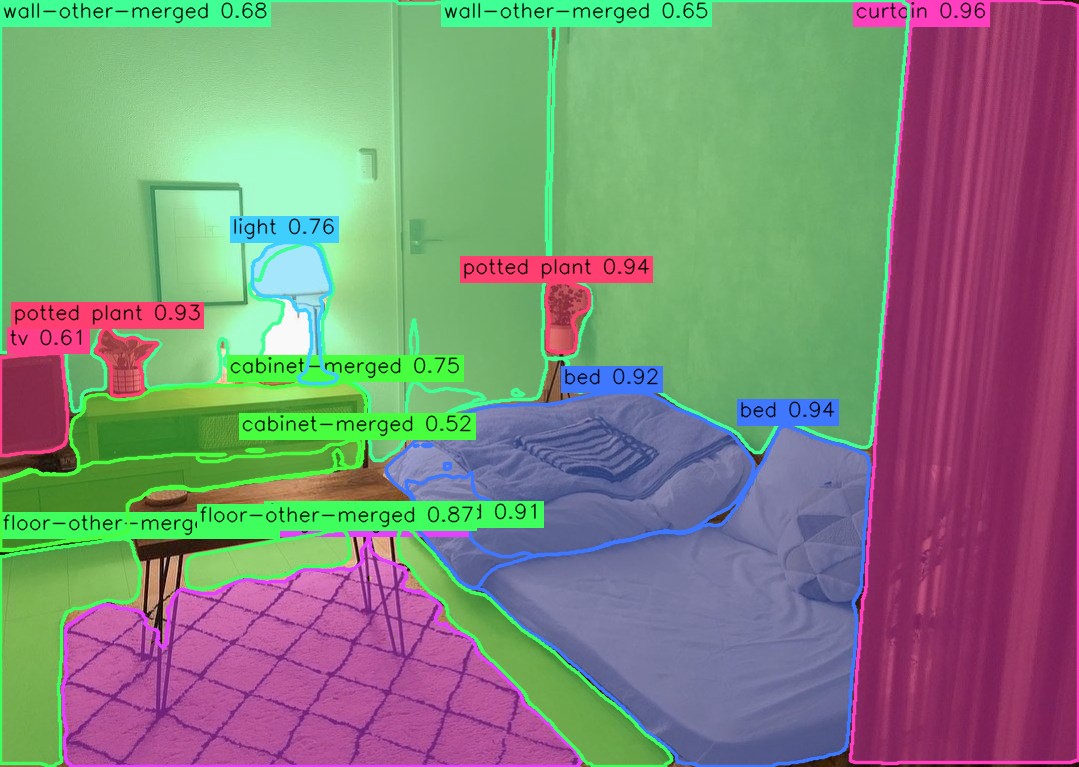 wall-other-merged 0.68
wall-other-merged 0.65
curtain 0.96
light 0.76
potted plant 0.94
potted plant 0.93
tv 0.61
cabinet-merged 0.75
bed 0.92
bed 0.94
cabinet-merged 0.52
floor-other-merged 0.87
0.91